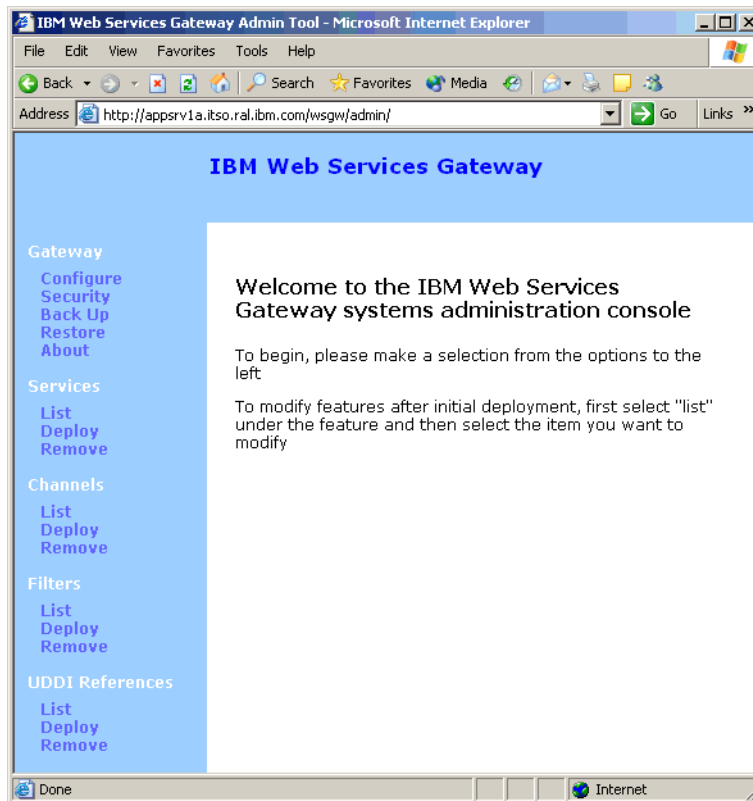 IBM Web Services Gateway Admin Tool - Microsoft Internet Explorer
File Edit View Favorites Tools Help
Back Search Favorites Media
Address http://appsrv1a.itso.ral.ibm.com/wsgw/admin/ Go Links »
IBM Web Services Gateway
Gateway
Configure
Security
Back Up
Restore
About
Services
List
Deploy
Remove
Channels
List
Deploy
Remove
Filters
List
Deploy
Remove
UDDI References
List
Deploy
Remove
Welcome to the IBM Web Services
Gateway systems administration console
To begin, please make a selection from the options to the
left
To modify features after initial deployment, first select "list"
under the feature and then select the item you want to
modify
Done Internet